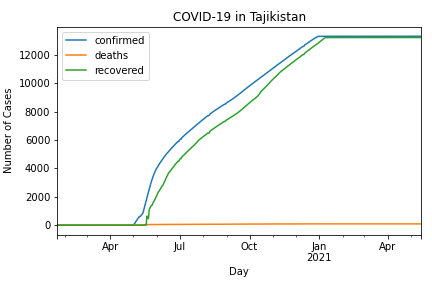 COVID-19 in Tajikistan
confirmed
deaths
recovered
Number of Cases
12000
10000
8000
6000
4000
2000
0
Apr
Jul
Oct
Jan
2021
Apr
Day